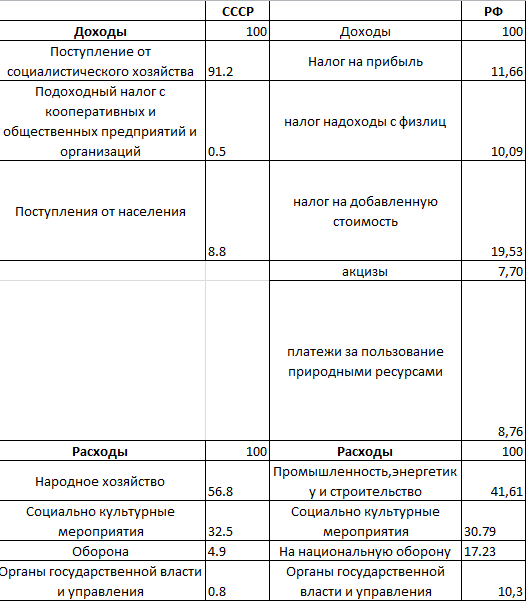 СССР РФ
Доходы 100 Доходы 100
Поступление от
социалистического хозяйства 91.2 Налог на прибыль 11,66
Подоходный налог с
кооперативных и
общественных предприятий и
организаций 0.5 налог надоходы с физлиц 10,09
Поступления от населения 8.8 налог на добавленную
стоимость 19,53
акцизы 7,70
платежи за пользование
природными ресурсами 8,76
Расходы 100 Расходы 100
Народное хозяйство 56.8 Промышленность,энергетик
у и строительство 41,61
Социально культурные
мероприятия 32.5 Социально культурные
мероприятия 30.79
Оборона 4.9 На национальную оборону 17.23
Органы государственной власти
и управления 0.8 Органы государственной
власти и управления 10,3